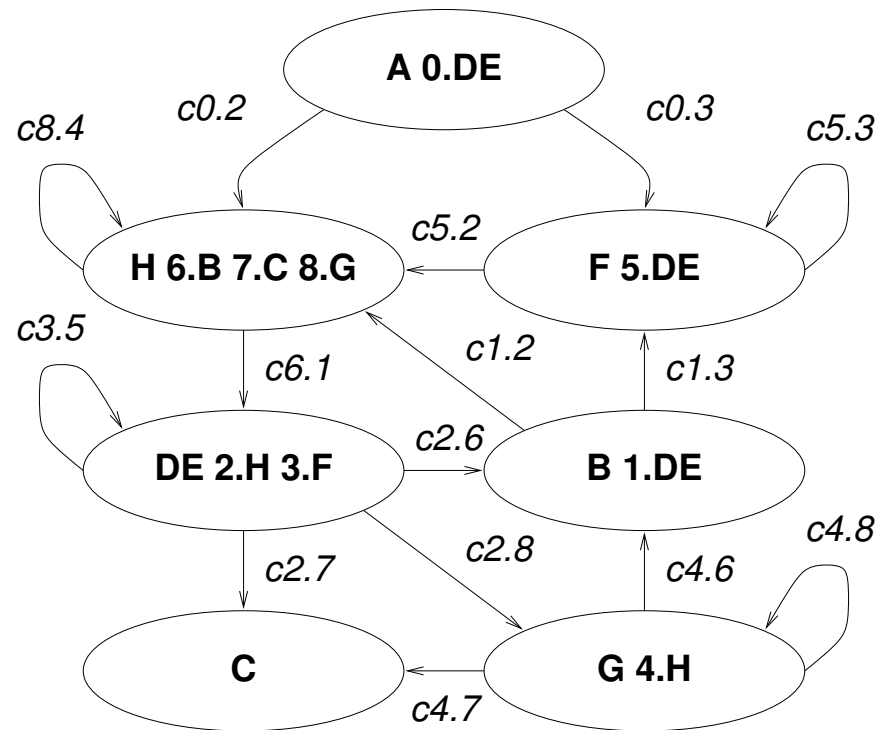 A 0.DE
c0.2
c0.3
c8.4
c5.3
H 6.B 7.C 8.G
c5.2
F 5.DE
c3.5
c6.1
c1.2
c1.3
DE 2.H 3.F
c2.6
B 1.DE
c2.7
c2.8
c4.6
c4.8
C
c4.7
G 4.H